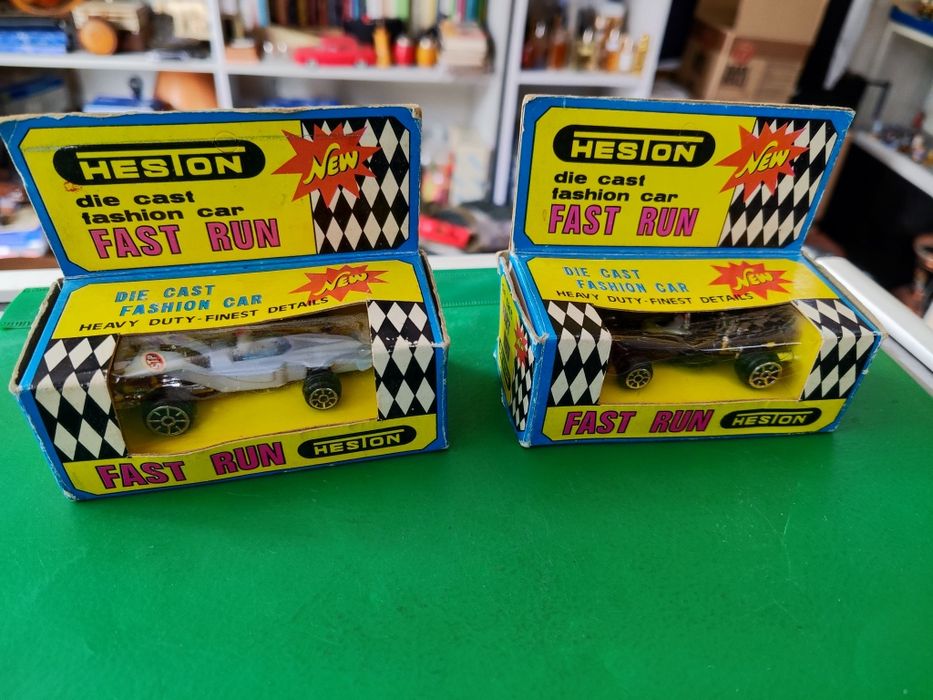 HESTON
NEW
die cast
fashion car
FAST RUN
DIE CAST
FASHION CAR
NEW
HEAVY DUTY-FINEST DETAILS
FAST RUN HESTON
HESTON
NEW
die cast
fashion car
FAST RUN
DIE CAST
FASHION CAR
NEW
HEAVY DUTY-FINEST DETAILS
FAST RUN HESTON